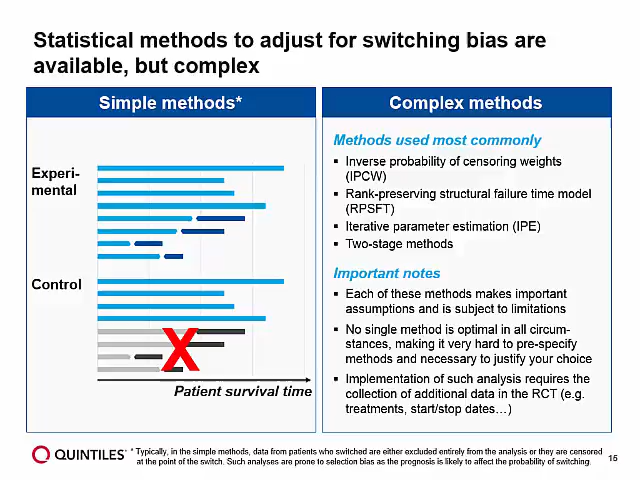 Statistical methods to adjust for switching bias are
available, but complex
Simple methods*
Experi-
mental
Control
X
Patient survival time
Complex methods
Methods used most commonly
▪ Inverse probability of censoring weights
(IPCW)
▪ Rank-preserving structural failure time model
(RPSFT)
▪ Iterative parameter estimation (IPE)
▪ Two-stage methods
Important notes
▪ Each of these methods makes important
assumptions and is subject to limitations
▪ No single method is optimal in all circum-
stances, making it very hard to pre-specify
methods and necessary to justify your choice
▪ Implementation of such analysis requires the
collection of additional data in the RCT (e.g.
treatments, start/stop dates…)
QUINTILES
* Typically, in the simple methods, data from patients who switched are either excluded entirely from the analysis or they are censored
at the point of the switch. Such analyses are prone to selection bias as the prognosis is likely to affect the probability of switching.
15